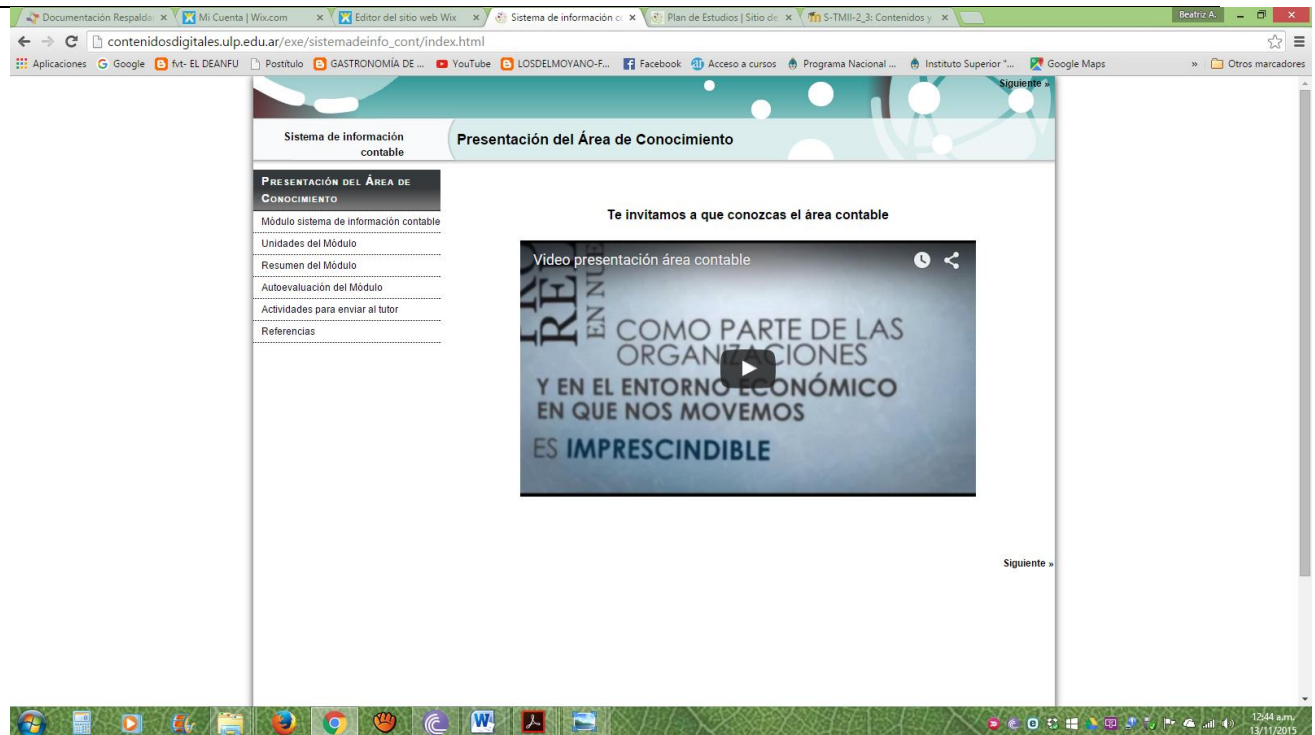 Documentación Respalda
Mi Cuenta | Wix.com
Editor del sitio web Wix
Sistema de información co
Plan de Estudios | Sitio de
S-TMII-2_3: Contenidos y
Beatriz A.
contenidosdigitales.ulp.edu.ar/exe/sistemadeinfo_cont/index.html
Aplicaciones Google fvt- EL DEANFU Postítulo GASTRONOMÍA DE ... YouTube LOSDELMOYANO-F... Facebook Acceso a cursos Programa Nacional ... Instituto Superior "... Google Maps » Otros marcadores
Siguiente »
Sistema de información
contable
Presentación del Área de Conocimiento
PRESENTACIÓN DEL ÁREA DE
CONOCIMIENTO
Módulo sistema de información contable
Unidades del Módulo
Resumen del Módulo
Autoevaluación del Módulo
Actividades para enviar al tutor
Referencias
Te invitamos a que conozcas el área contable
Video presentación área contable
RE
EN NUE
COMO PARTE DE LAS
ORGANIZACIONES
Y EN EL ENTORNO ECONÓMICO
EN QUE NOS MOVEMOS
ES IMPRESCINDIBLE
Siguiente »
12:44 a.m.
13/11/2015